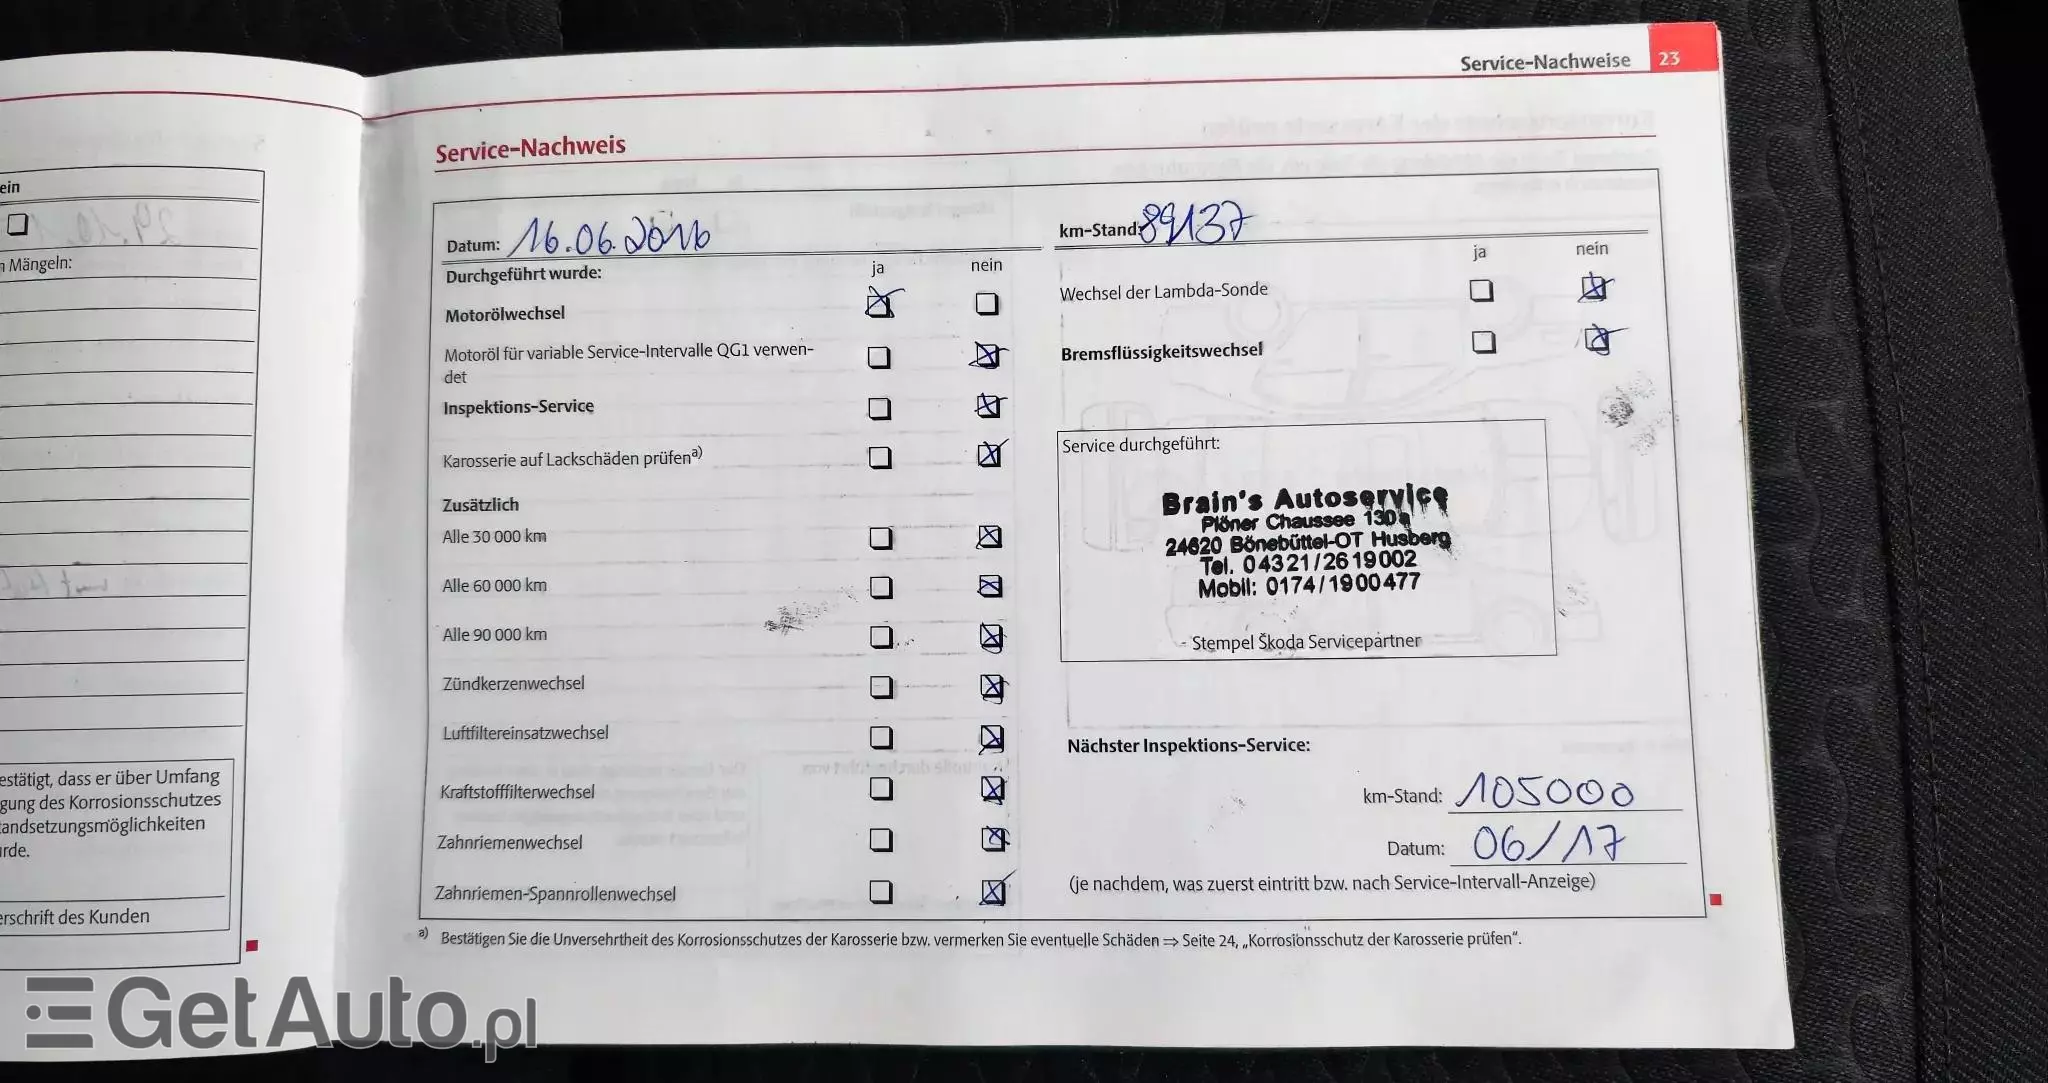 Service-Nachweise 23
ein
n Mängeln:
estätigt, dass er über Umfang
gung des Korrosionsschutzes
tandsetzungsmöglichkeiten
urde.
erschrift des Kunden
Service-Nachweis
Datum: 16.06.2016
Durchgeführt wurde: ja nein
Motorölwechsel
Motoröl für variable Service-Intervalle QG1 verwen-
det
Inspektions-Service
Karosserie auf Lackschäden prüfen a)
Zusätzlich
Alle 30 000 km
Alle 60 000 km
Alle 90 000 km
Zündkerzenwechsel
Luftfiltereinsatzwechsel
Kraftstofffilterwechsel
Zahnriemenwechsel
Zahnriemen-Spannrollenwechsel
km-Stand: 89137
ja nein
Wechsel der Lambda-Sonde
Bremsflüssigkeitswechsel
Service durchgeführt:
Brain's Autoservice
Plöner Chaussee 130a
24620 Bönebüttel-OT Husberg
Tel. 04321/2619002
Mobil: 0174/1900477
Stempel Škoda Servicepartner
Nächster Inspektions-Service:
km-Stand: 105000
Datum: 06/17
(je nachdem, was zuerst eintritt bzw. nach Service-Intervall-Anzeige)
a) Bestätigen Sie die Unversehrtheit des Korrosionsschutzes der Karosserie bzw. vermerken Sie eventuelle Schäden ⇒ Seite 24, „Korrosionsschutz der Karosserie prüfen“.
GetAuto.pl